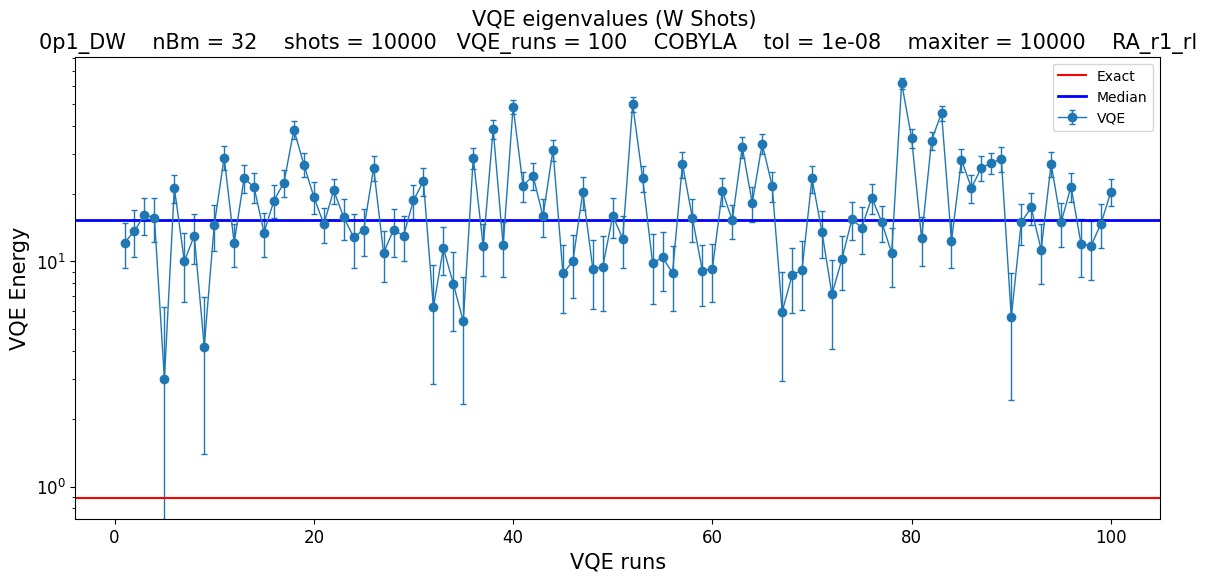 VQE eigenvalues (W Shots)
0p1_DW nBm = 32 shots = 10000 VQE_runs = 100 COBYLA tol = 1e-08 maxiter = 10000 RA_r1_rl
Exact
Median
VQE
VQE Energy
10¹
10⁰
0 20 40 60 80 100
VQE runs